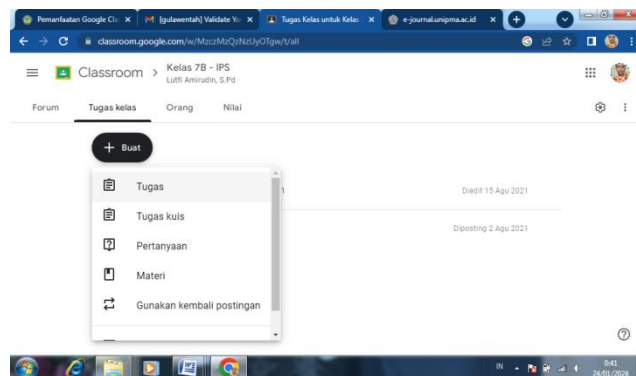 Pemanfaatan Google Cla
[gulawentah] Validate Yo
Tugas Kelas untuk Kelas
e-journal.unipma.ac.id
classroom.google.com/w/MzczMzQzNzUyOTgw/t/all
Classroom > Kelas 7B - IPS
Lutfi Amirudin, S.Pd
Forum Tugas kelas Orang Nilai
+ Buat
Tugas
Diedit 15 Agu 2021
Tugas kuis
Diposting 2 Agu 2021
Pertanyaan
Materi
Gunakan kembali postingan
IN
0:41
24/01/2024